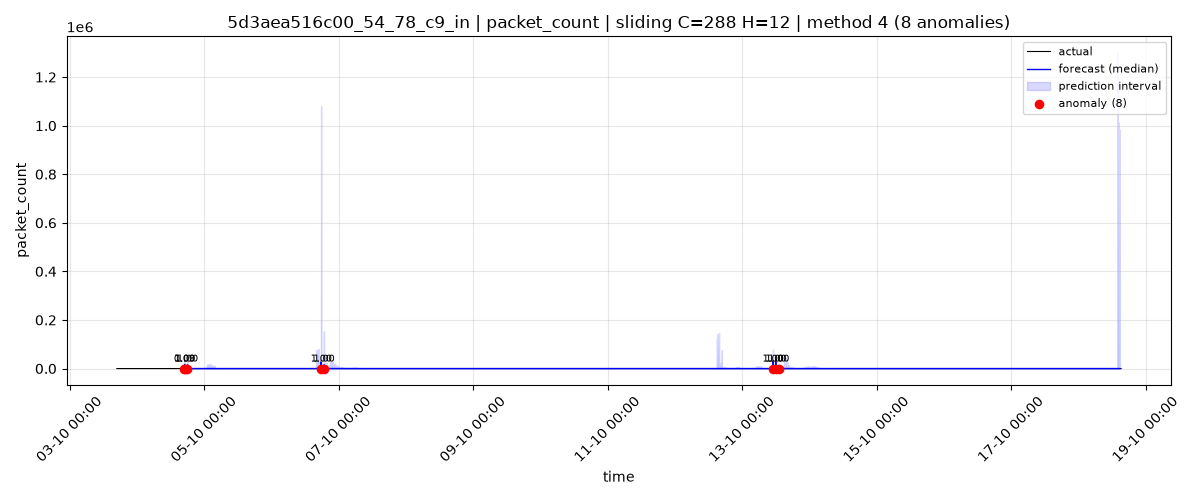 5d3aea516c00_54_78_c9_in | packet_count | sliding C=288 H=12 | method 4 (8 anomalies)
1e6
actual
forecast (median)
prediction interval
anomaly (8)
1.2
1.0
0.8
0.6
0.4
0.2
0.0
packet_count
03-10 00:00
05-10 00:00
07-10 00:00
09-10 00:00
11-10 00:00
13-10 00:00
15-10 00:00
17-10 00:00
19-10 00:00
time